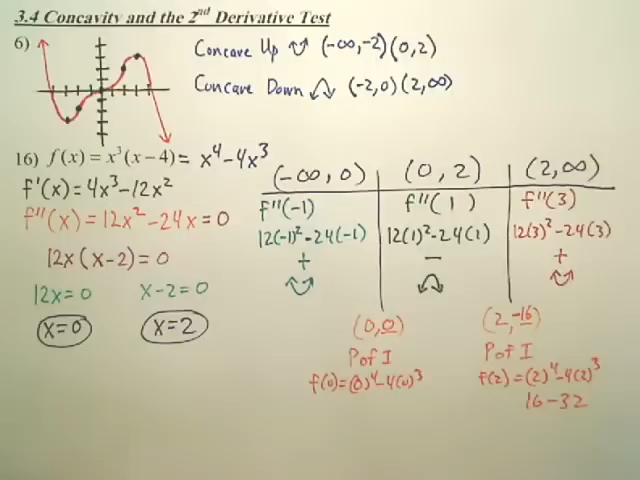 3.4 Concavity and the 2nd Derivative Test
6) Concave Up (-∞,-2)(0,2)
Concave Down (-2,0)(2,∞)
16) f(x) = x³(x − 4) = x⁴-4x³
f'(x) = 4x³-12x²
f''(x) = 12x²-24x = 0
12x(x-2) = 0
12x = 0 x-2 = 0
x=0 x=2
(-∞, 0) (0, 2) (2, ∞)
f''(-1) f''(1) f''(3)
12(-1)²-24(-1) 12(1)²-24(1) 12(3)²-24(3)
+ − +
(0,0) (2,-16)
P of I P of I
f(0)=(0)⁴-4(0)³ f(2)=(2)⁴-4(2)³
16-32